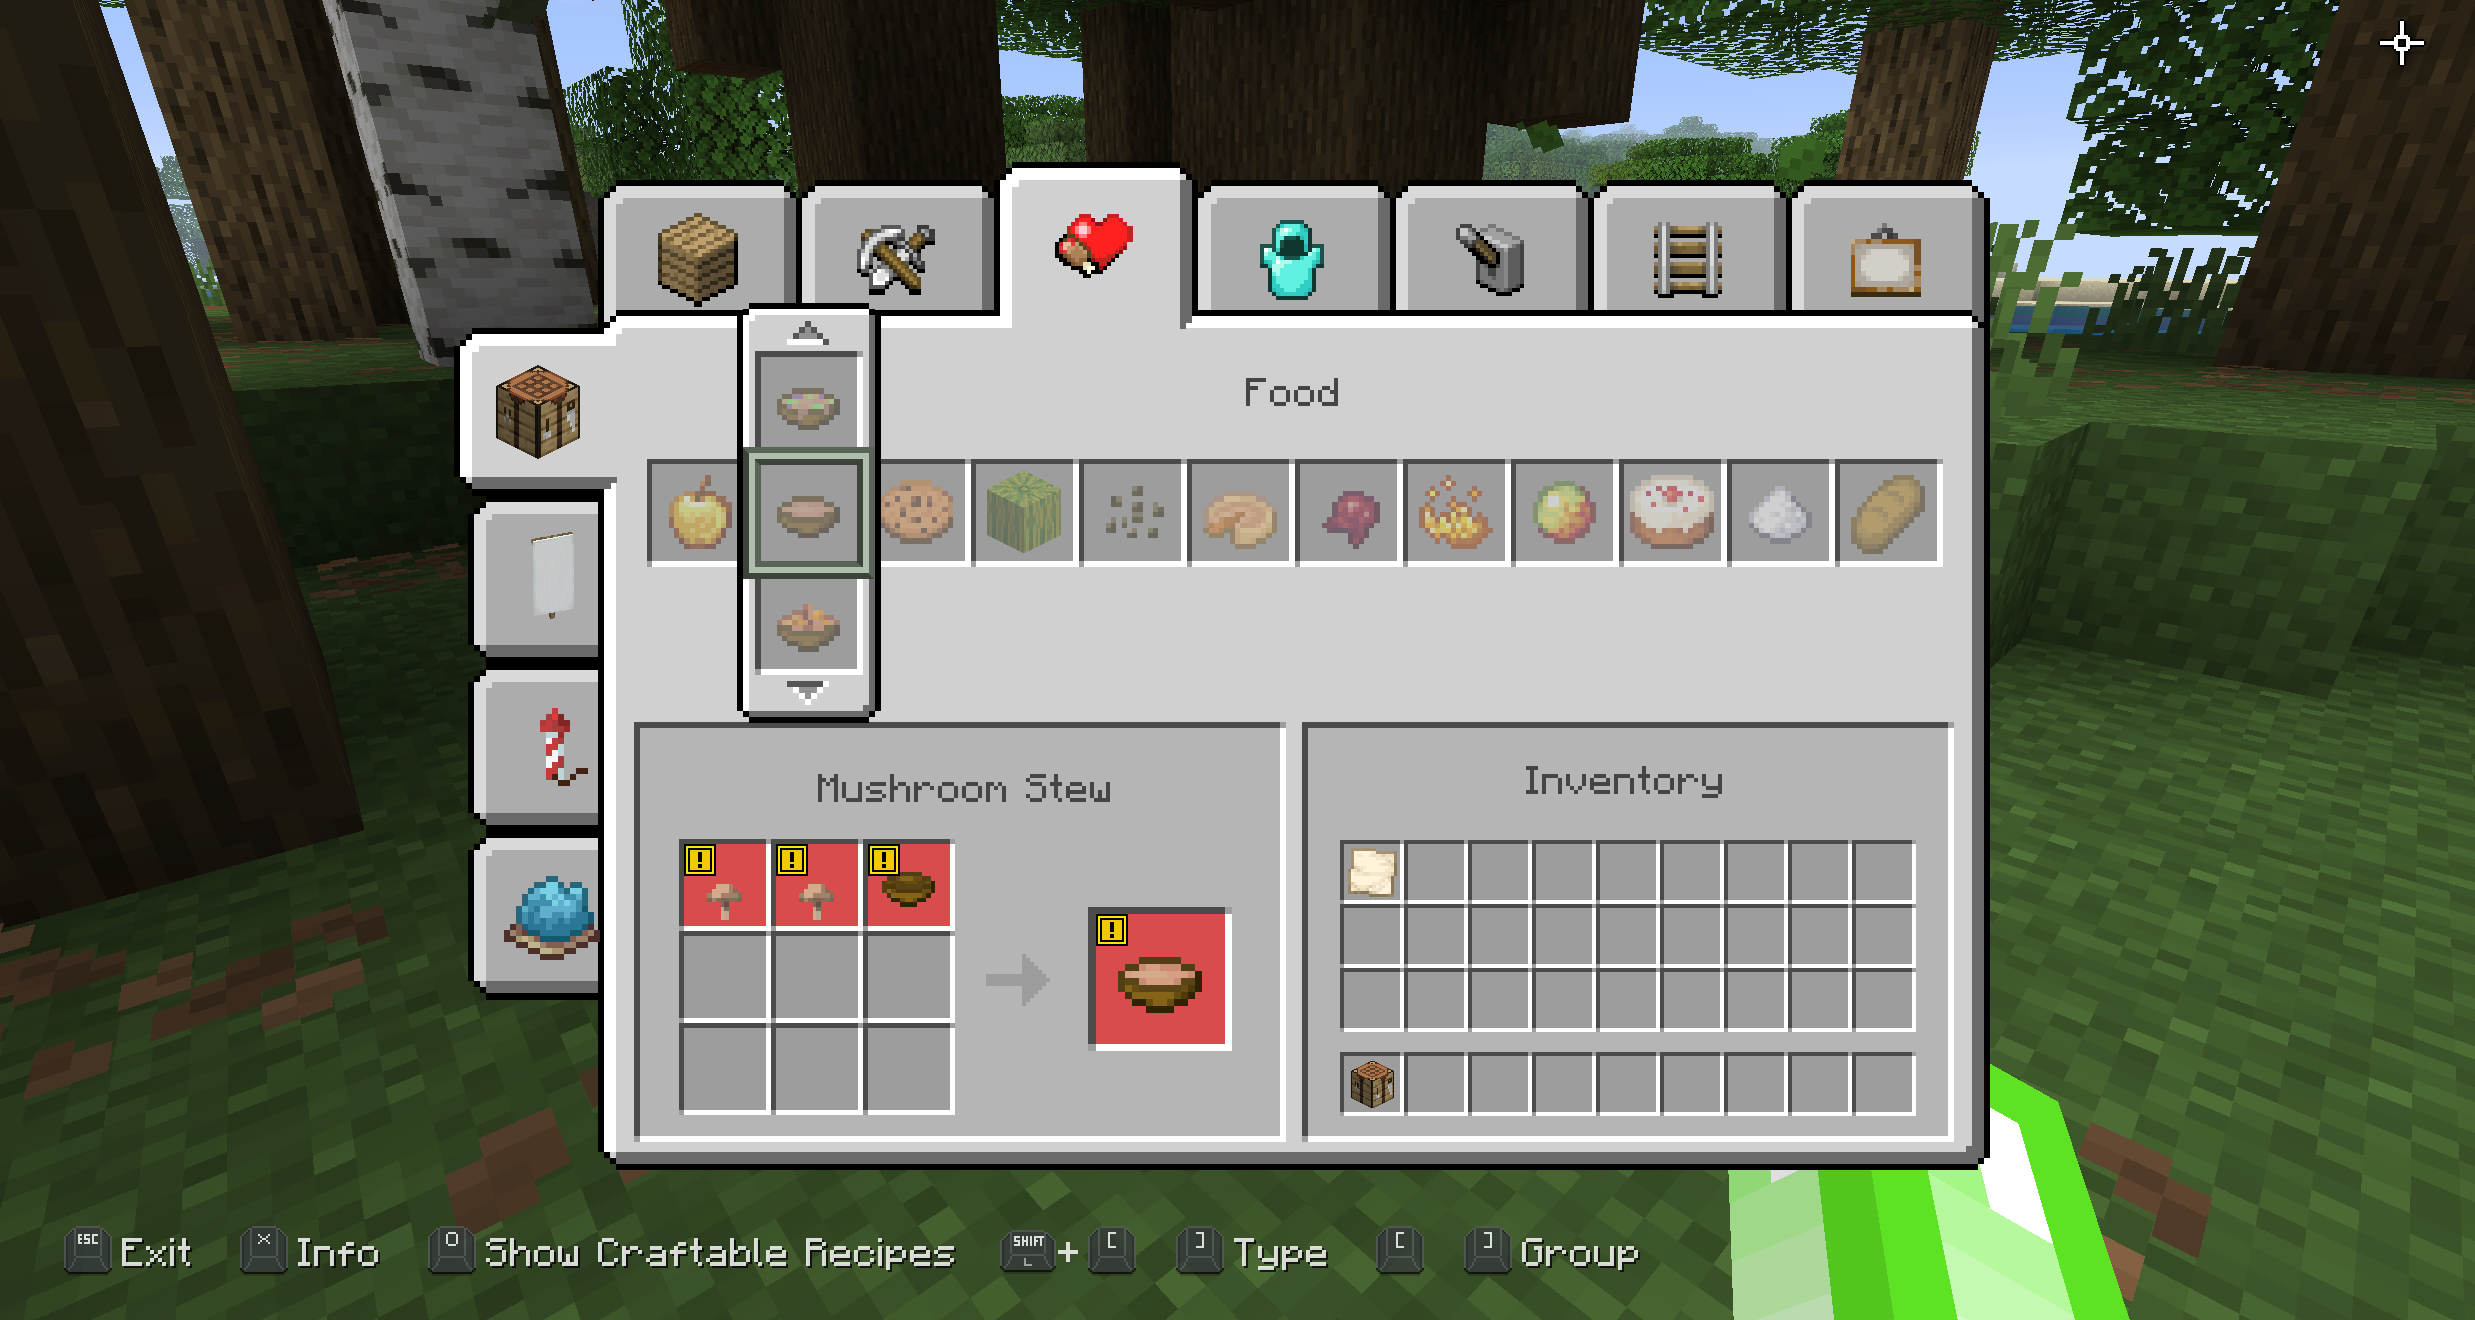 Food
Mushroom Stew
Inventory
!
!
!
!
ESC Exit X Info O Show Craftable Recipes SHIFT L + [ ] Type [ ] Group